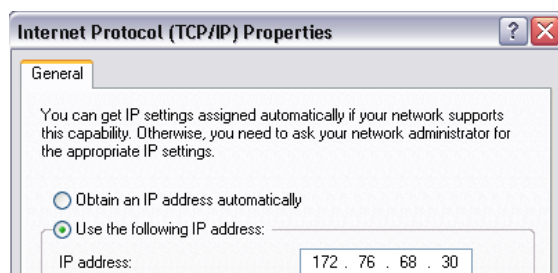 Internet Protocol (TCP/IP) Properties
General
You can get IP settings assigned automatically if your network supports
this capability. Otherwise, you need to ask your network administrator for
the appropriate IP settings.
Obtain an IP address automatically
Use the following IP address:
IP address: 172 . 76 . 68 . 30